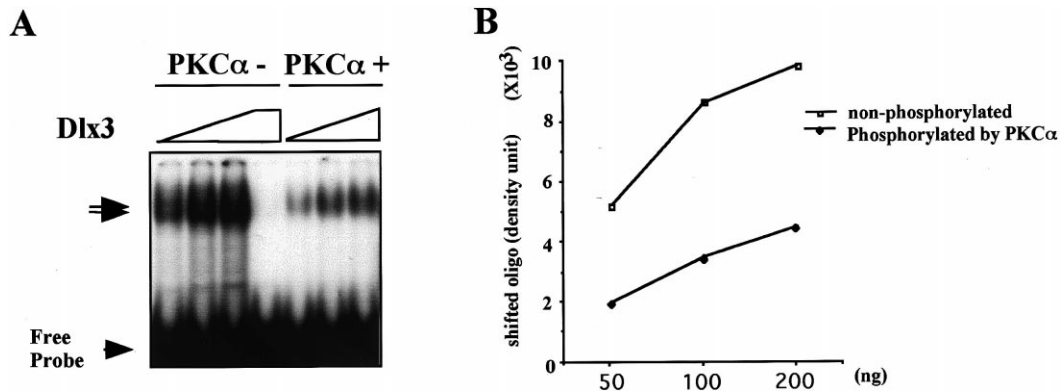 A
PKCα - PKCα +
Dlx3
Free
Probe
B
shifted oligo (density unit) (X10³)
10
8
6
4
2
0
50 100 200 (ng)
non-phosphorylated
Phosphorylated by PKCα